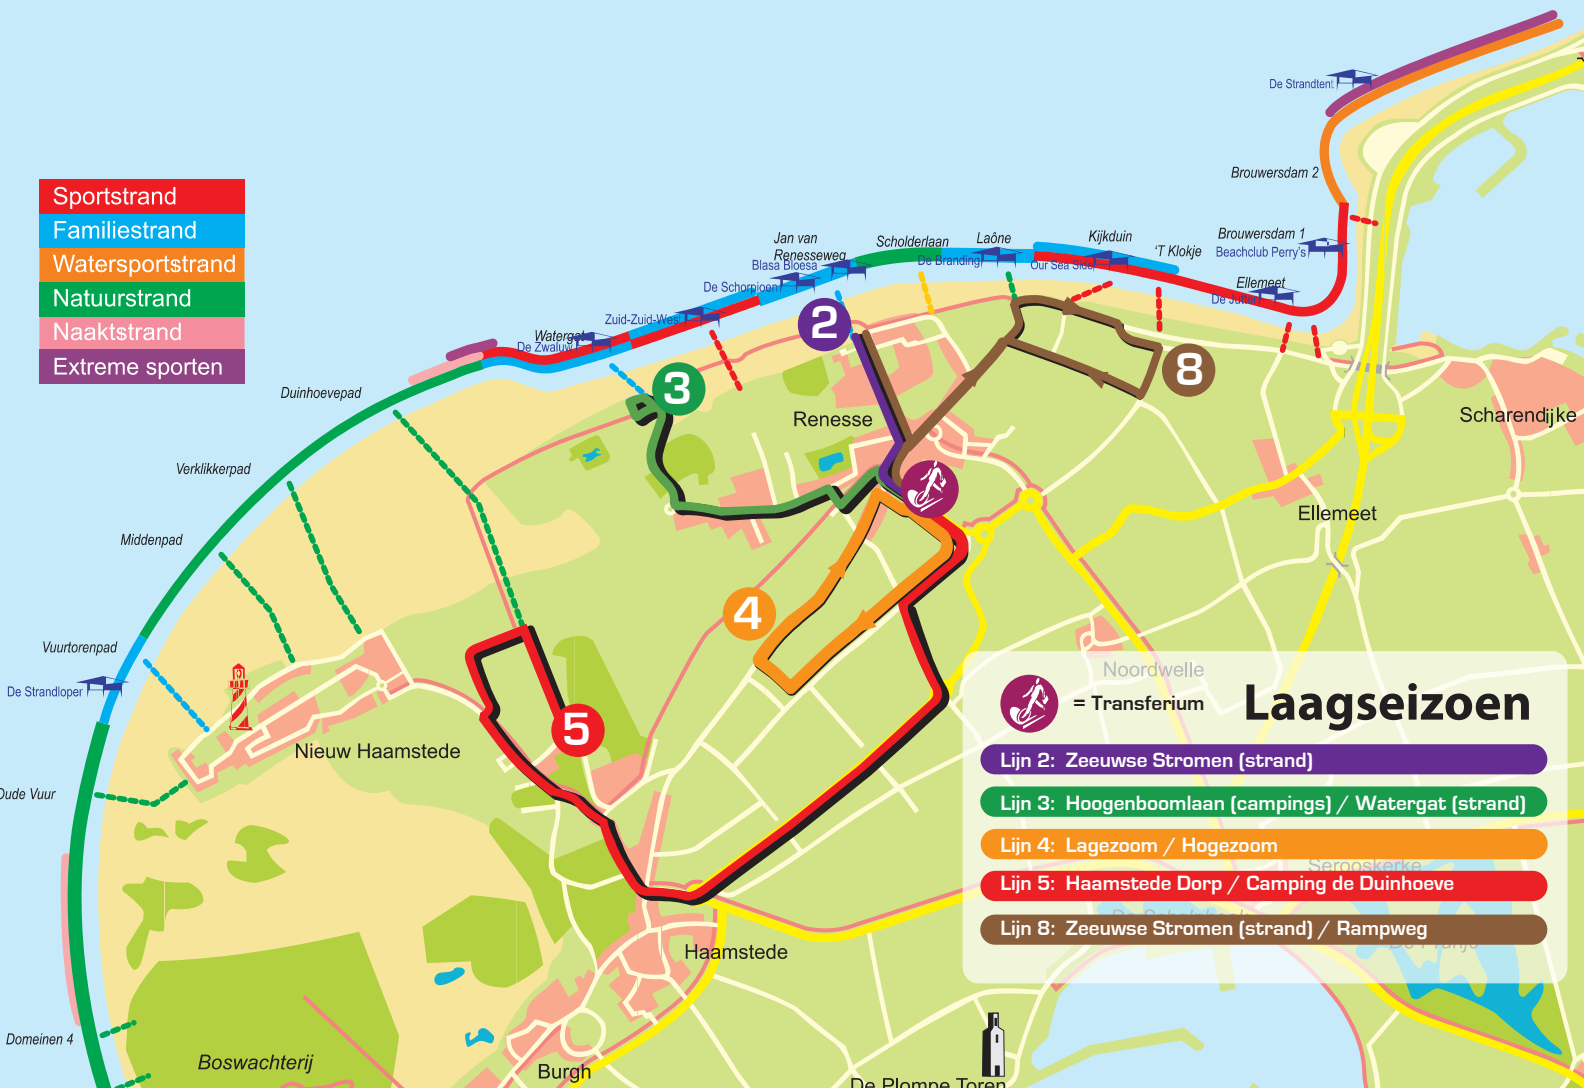 Sportstrand
Familiestrand
Watersportstrand
Natuurstrand
Naaktstrand
Extreme sporten
De Strandtent
Brouwersdam 2
Brouwersdam 1
Beachclub Perry's
Ellemeet
De Jutter
'T Klokje
Kijkduin
Our Sea Side
Laône
De Branding
Scholderlaan
Jan van
Renesseweg
Blasa Bloesa
De Schorpioen
Zuid-Zuid-West
Watergat
De Zwaluw
Duinhoevepad
Verklikkerpad
Middenpad
Vuurtorenpad
De Strandloper
Oude Vuur
Domeinen 4
2
3
8
4
5
Renesse
Scharendijke
Ellemeet
Noordwelle
Nieuw Haamstede
Haamstede
Burgh
Boswachterij
De Plompe Toren
Serooskerke
= Transferium
Laagseizoen
Lijn 2: Zeeuwse Stromen (strand)
Lijn 3: Hoogenboomlaan (campings) / Watergat (strand)
Lijn 4: Lagezoom / Hogezoom
Lijn 5: Haamstede Dorp / Camping de Duinhoeve
Lijn 8: Zeeuwse Stromen (strand) / Rampweg